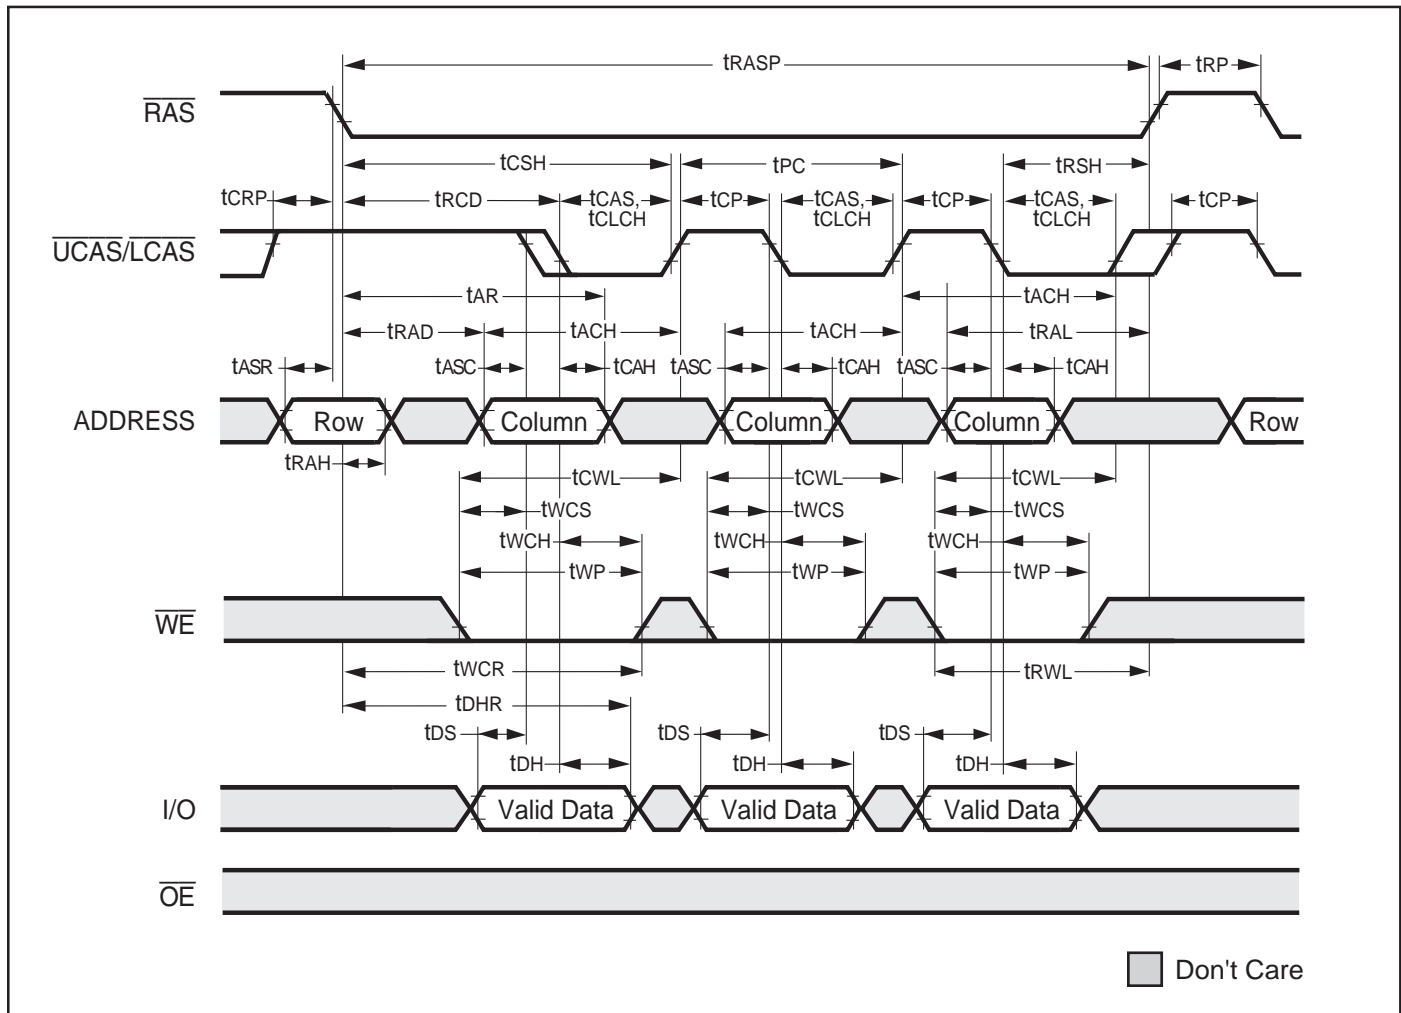 tRASP
tRP
RAS
tCSH
tPC
tRSH
tCRP
tRCD
tCAS,
tCLCH
tCP
tCAS,
tCLCH
tCP
tCAS,
tCLCH
tCP
UCAS/LCAS
tAR
tACH
tRAD
tACH
tACH
tRAL
tASR
tASC
tCAH
tASC
tCAH
tASC
tCAH
ADDRESS
Row
Column
Column
Column
Row
tRAH
tCWL
tCWL
tCWL
tWCS
tWCS
tWCS
tWCH
tWCH
tWCH
tWP
tWP
tWP
WE
tWCR
tRWL
tDHR
tDS
tDS
tDS
tDH
tDH
tDH
I/O
Valid Data
Valid Data
Valid Data
OE
Don't Care